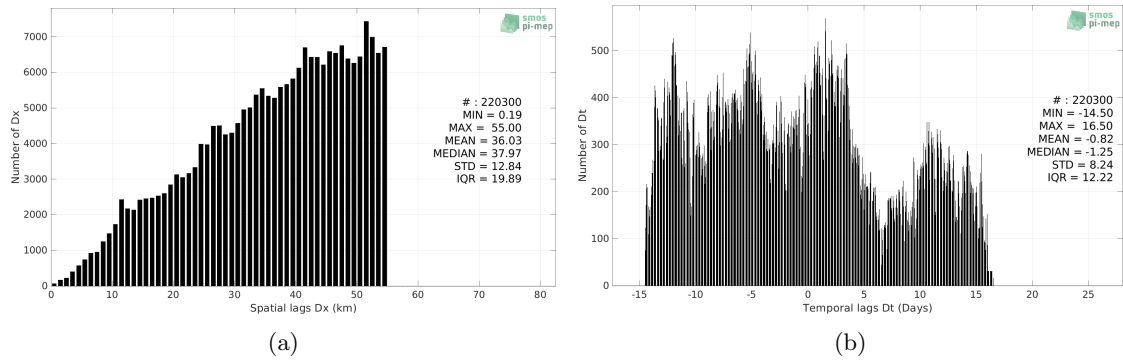 7000
6000
5000
4000
3000
2000
1000
0
Number of Dx
0 10 20 30 40 50 60 70 80
Spatial lags Dx (km)
smos
pi-mep
# : 220300
MIN = 0.19
MAX = 55.00
MEAN = 36.03
MEDIAN = 37.97
STD = 12.84
IQR = 19.89
(a)
500
400
300
200
100
0
Number of Dt
-15 -10 -5 0 5 10 15 20 25
Temporal lags Dt (Days)
smos
pi-mep
# : 220300
MIN = -14.50
MAX = 16.50
MEAN = -0.82
MEDIAN = -1.25
STD = 8.24
IQR = 12.22
(b)